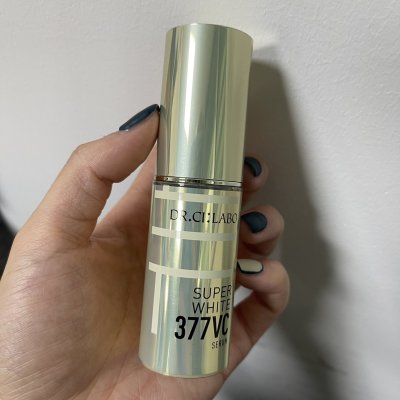 DR.CI:LABO
SUPER
WHITE
377VC
SERUM